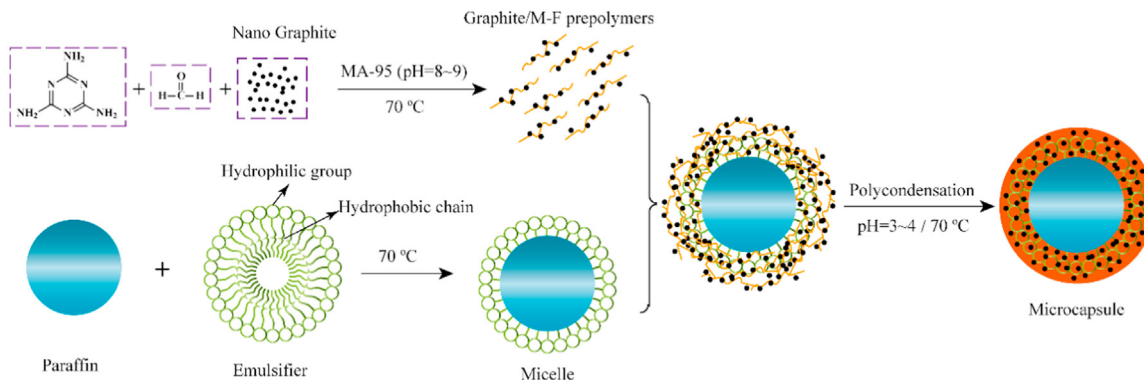 Graphite/M-F prepolymers
Nano Graphite
NH₂
N
N
NH₂
N
NH₂
+
O
H-C-H
+
MA-95 (pH=8~9)
70 ºC
Hydrophilic group
Hydrophobic chain
Polycondensation
pH=3~4 / 70 ºC
+
70 ºC
Microcapsule
Paraffin
Emulsifier
Micelle